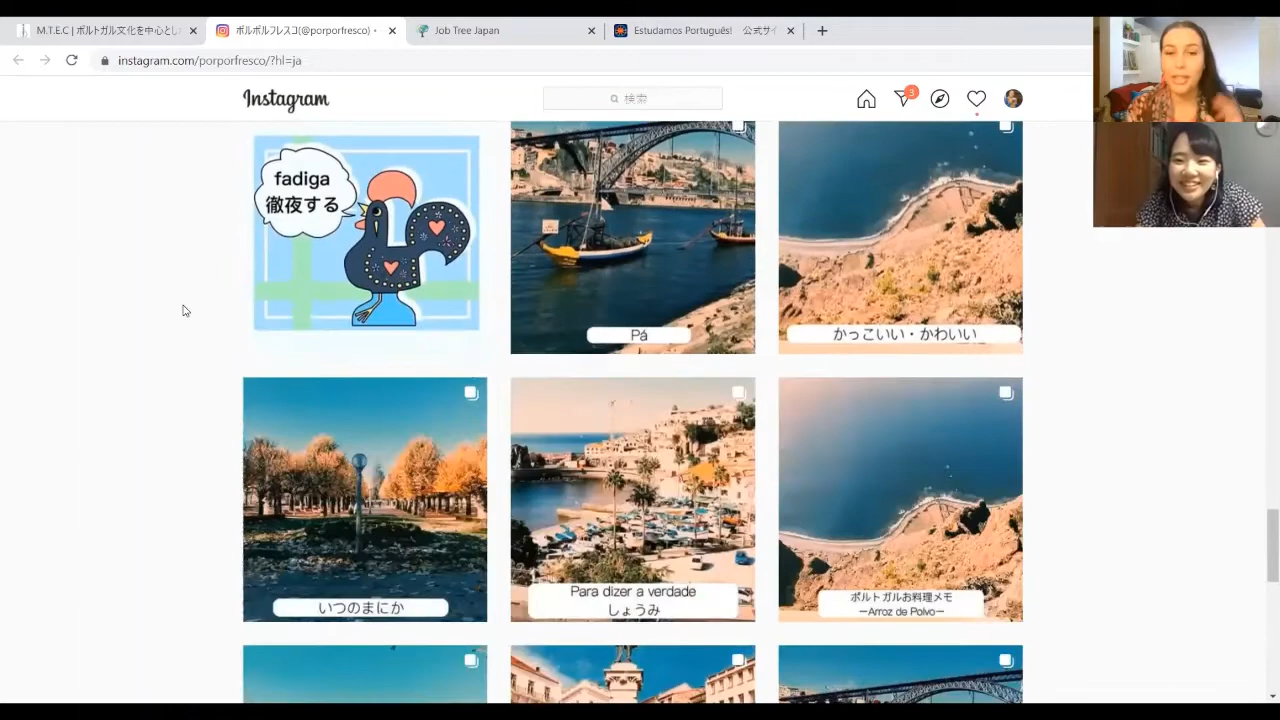 M.T.E.C | ポルトガル文化を中心とし
ポルポルフレスコ(@porporfresco) •
Job Tree Japan
Estudamos Português! 公式サイ
instagram.com/porporfresco/?hl=ja
Instagram
検索
3
fadiga
徹夜する
Pá
かっこいい・かわいい
いつのまにか
Para dizer a verdade
しょうみ
ポルトガルお料理メモ
ーArroz de Polvoー